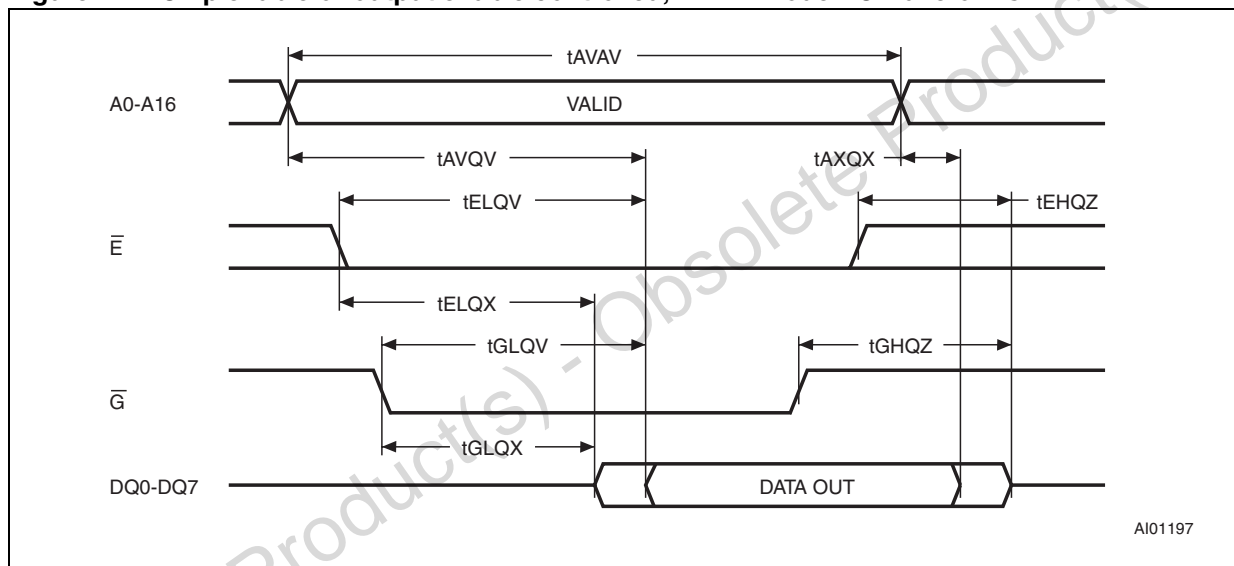 tAVAV
A0-A16
VALID
tAVQV
tAXQX
tELQV
tEHQZ
E̅
tELQX
tGLQV
tGHQZ
G̅
tGLQX
DQ0-DQ7
DATA OUT
AI01197
Product(s) - Obsolete Product(